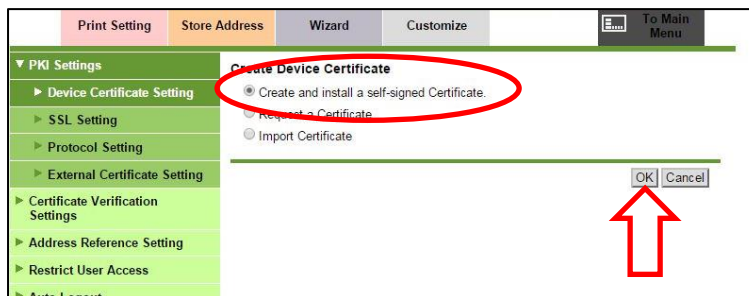 Print Setting
Store Address
Wizard
Customize
To Main
Menu
▼ PKI Settings
► Device Certificate Setting
► SSL Setting
► Protocol Setting
► External Certificate Setting
► Certificate Verification
Settings
► Address Reference Setting
► Restrict User Access
► Auto Logout
Create Device Certificate
Create and install a self-signed Certificate.
Request a Certificate
Import Certificate
OK
Cancel